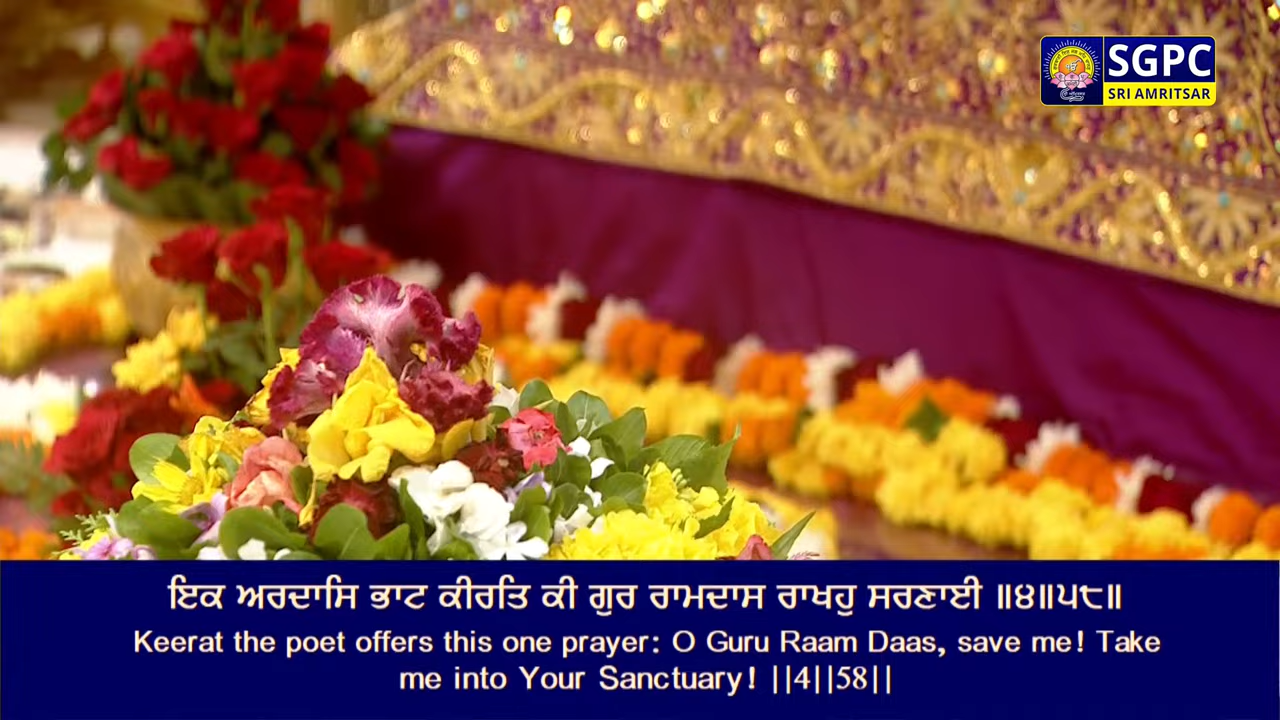 SGPC
SRI AMRITSAR
ਇਕ ਅਰਦਾਸਿ ਭਾਟ ਕੀਰਤਿ ਕੀ ਗੁਰ ਰਾਮਦਾਸ ਰਾਖਹੁ ਸਰਣਾਈ ॥੪॥੫੮॥
Keerat the poet offers this one prayer: O Guru Raam Daas, save me! Take
me into Your Sanctuary! ||4||58||